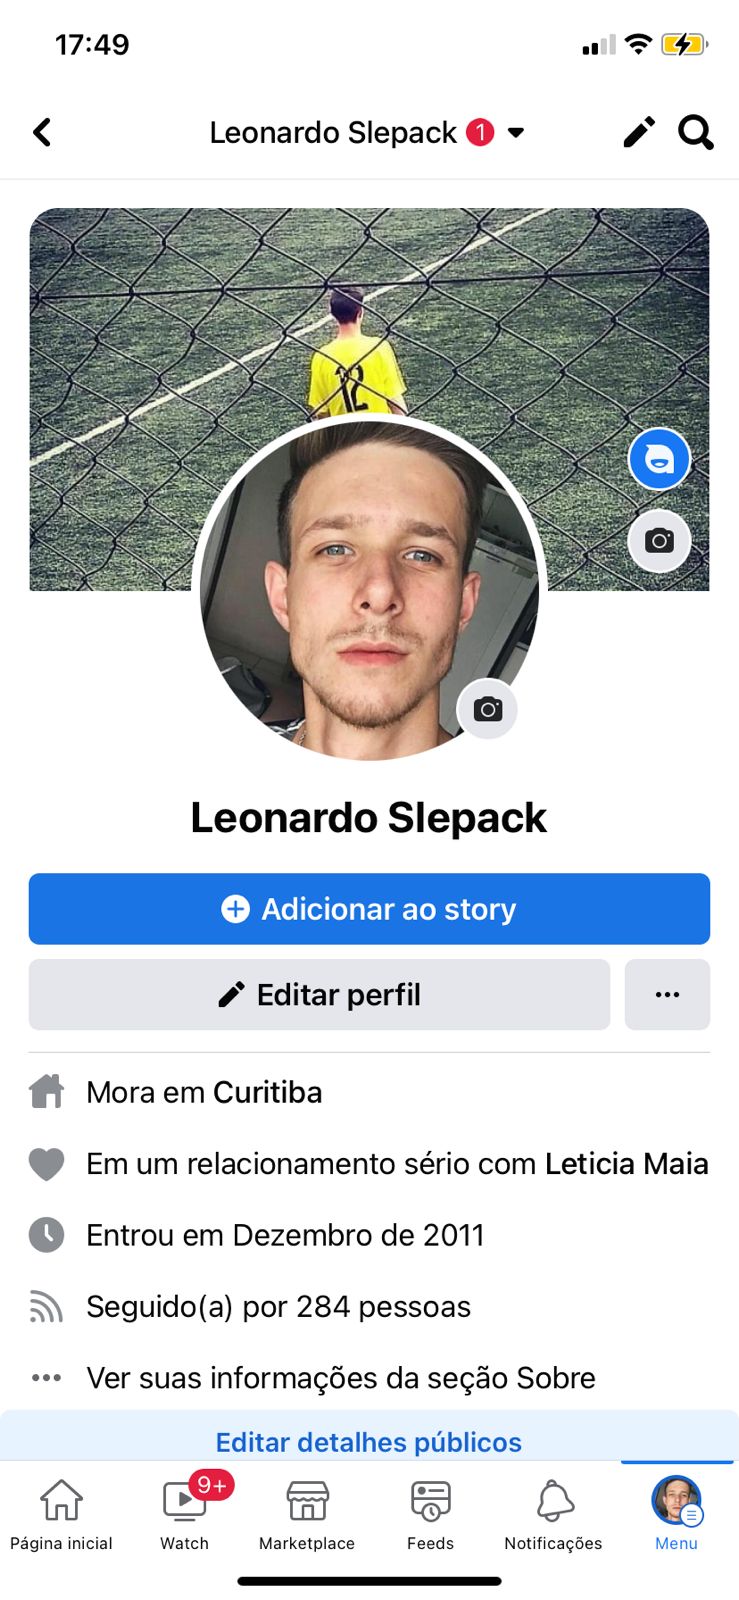 17:49
Leonardo Slepack 1
12
Leonardo Slepack
Adicionar ao story
Editar perfil
Mora em Curitiba
Em um relacionamento sério com Leticia Maia
Entrou em Dezembro de 2011
Seguido(a) por 284 pessoas
Ver suas informações da seção Sobre
Editar detalhes públicos
9+
Página inicial Watch Marketplace Feeds Notificações Menu